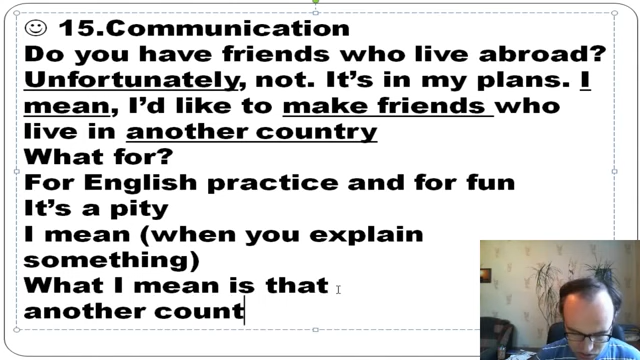 ☺ 15.Communication
Do you have friends who live abroad?
Unfortunately, not. It's in my plans. I
mean, I'd like to make friends who
live in another country
What for?
For English practice and for fun
It's a pity
I mean (when you explain
something)
What I mean is that
another count